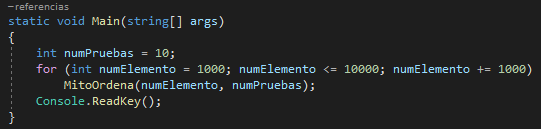 referencias
static void Main(string[] args)
{
int numPruebas = 10;
for (int numElemento = 1000; numElemento <= 10000; numElemento += 1000)
MitoOrdena(numElemento, numPruebas);
Console.ReadKey();
}